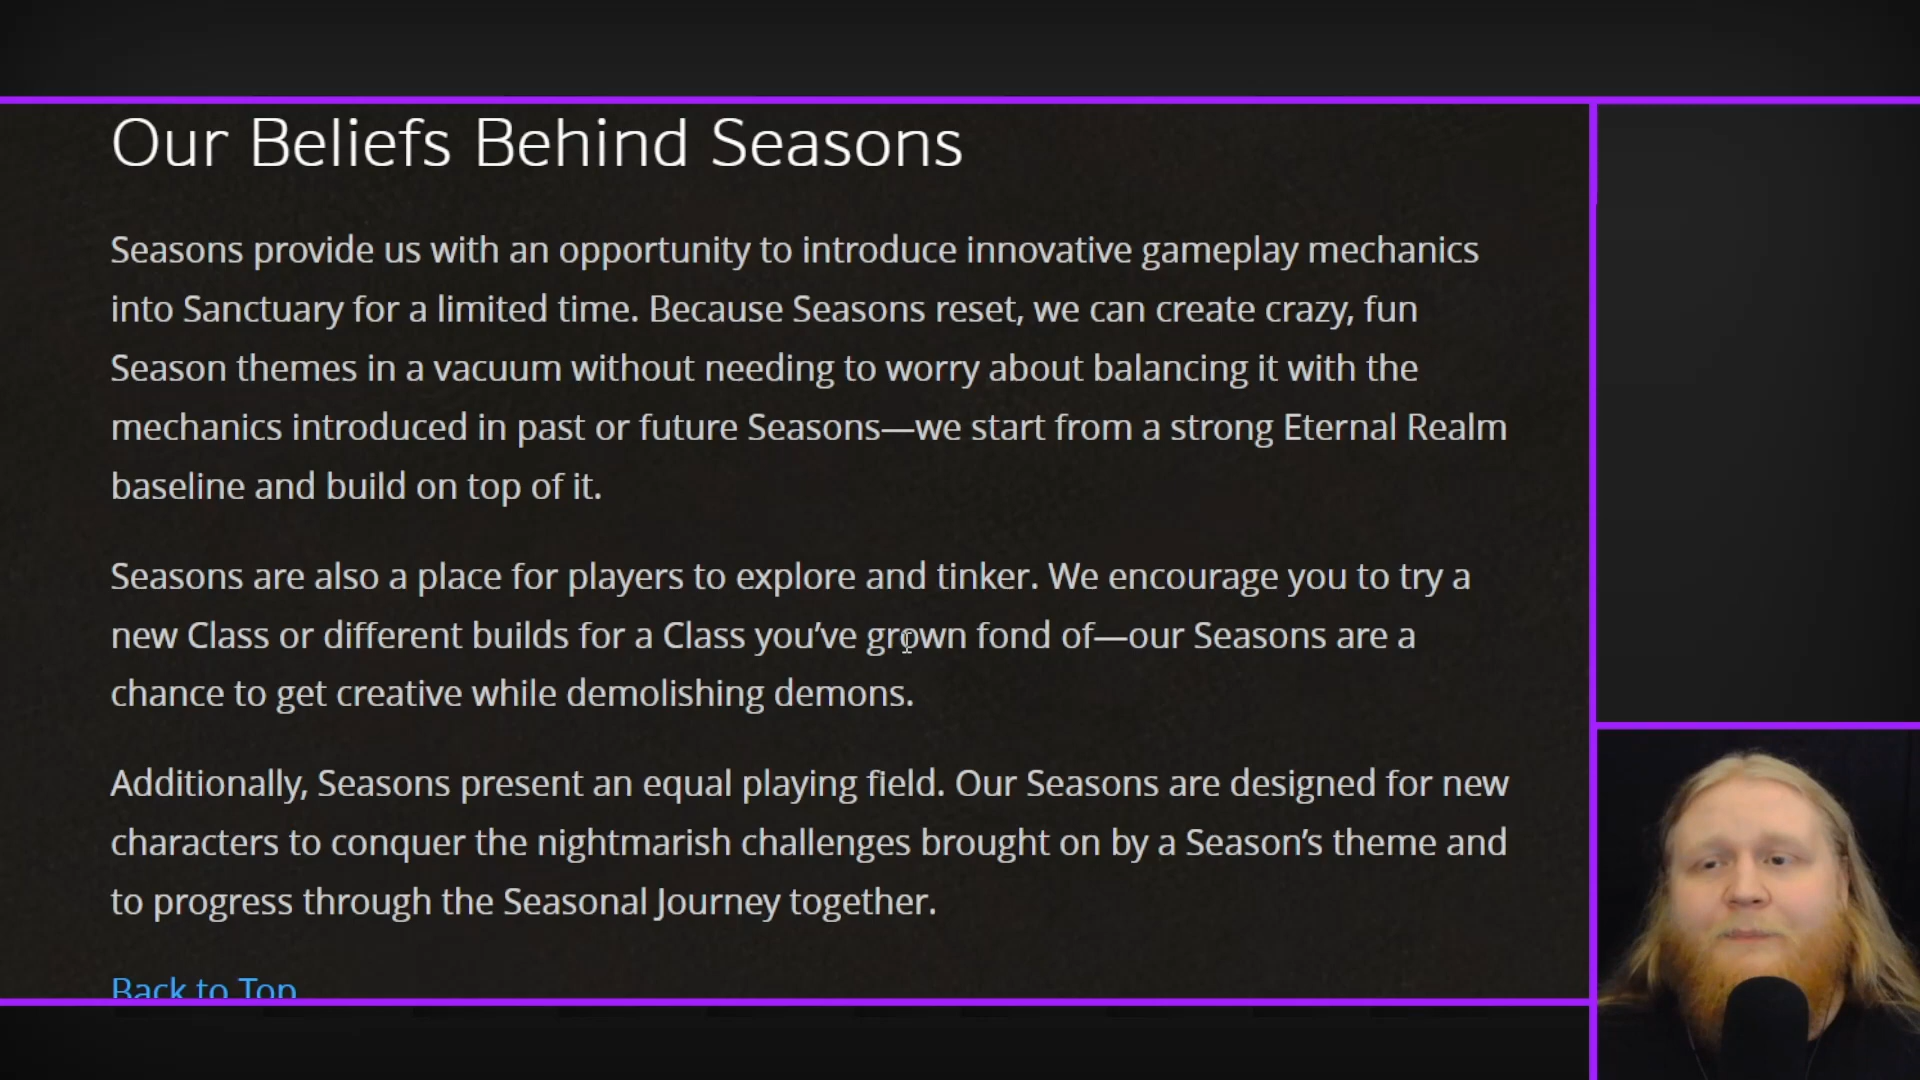 Our Beliefs Behind Seasons
Seasons provide us with an opportunity to introduce innovative gameplay mechanics
into Sanctuary for a limited time. Because Seasons reset, we can create crazy, fun
Season themes in a vacuum without needing to worry about balancing it with the
mechanics introduced in past or future Seasons—we start from a strong Eternal Realm
baseline and build on top of it.
Seasons are also a place for players to explore and tinker. We encourage you to try a
new Class or different builds for a Class you’ve grown fond of—our Seasons are a
chance to get creative while demolishing demons.
Additionally, Seasons present an equal playing field. Our Seasons are designed for new
characters to conquer the nightmarish challenges brought on by a Season’s theme and
to progress through the Seasonal Journey together.
Back to Top